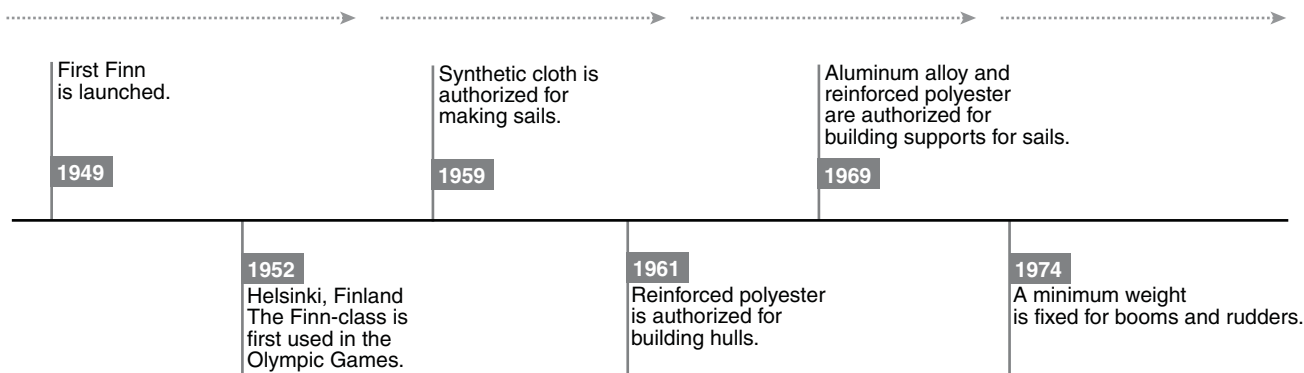 First Finn
is launched.
1949
1952
Helsinki, Finland
The Finn-class is
first used in the
Olympic Games.
Synthetic cloth is
authorized for
making sails.
1959
1961
Reinforced polyester
is authorized for
building hulls.
Aluminum alloy and
reinforced polyester
are authorized for
building supports for sails.
1969
1974
A minimum weight
is fixed for booms and rudders.